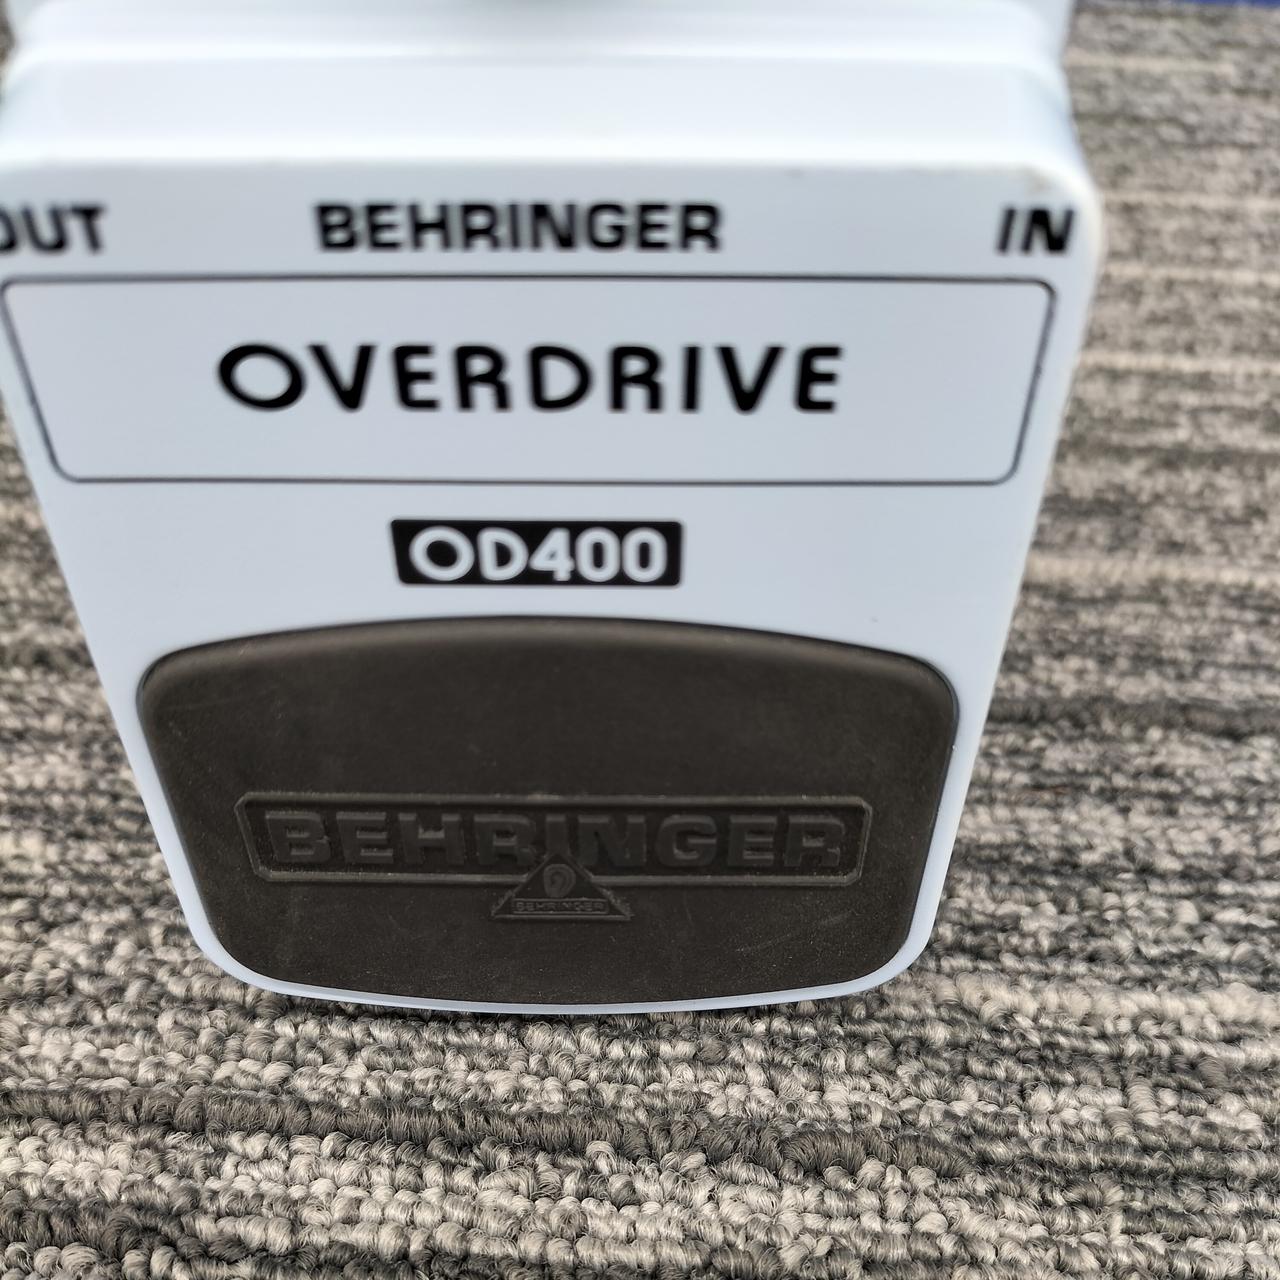 OUT BEHRINGER IN
OVERDRIVE
OD400
BEHRINGER
BEHRINGER